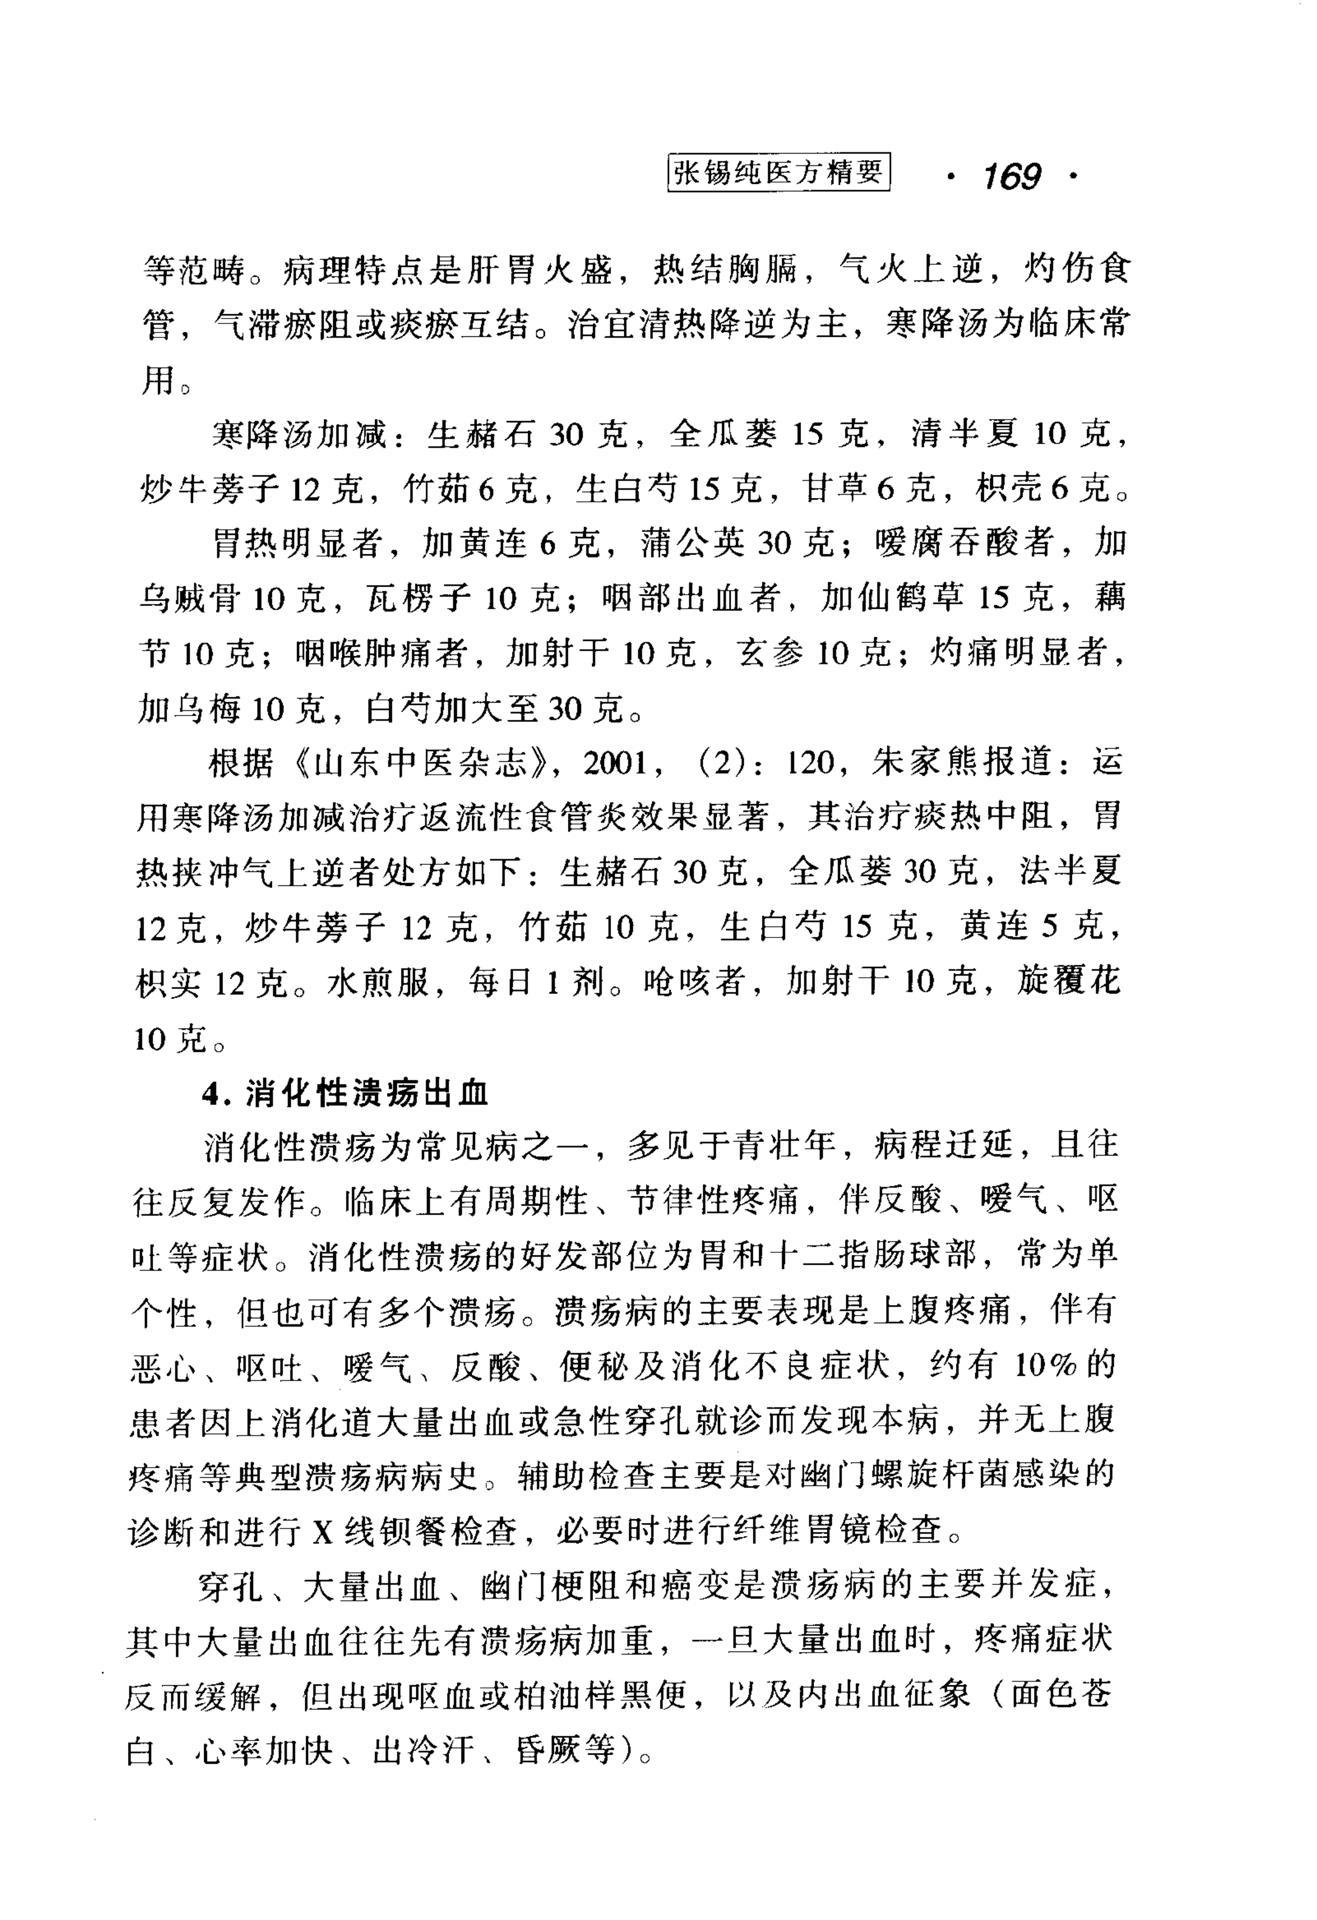 张锡纯医方精要 · 169 ·
等范畴。病理特点是肝胃火盛，热结胸膈，气火上逆，灼伤食
管，气滞瘀阻或痰瘀互结。治宜清热降逆为主，寒降汤为临床常
用。
寒降汤加减：生赭石 30 克，全瓜蒌 15 克，清半夏 10 克，
炒牛蒡子 12 克，竹茹 6 克，生白芍 15 克，甘草 6 克，枳壳 6 克。
胃热明显者，加黄连 6 克，蒲公英 30 克；嗳腐吞酸者，加
乌贼骨 10 克，瓦楞子 10 克；咽部出血者，加仙鹤草 15 克，藕
节 10 克；咽喉肿痛者，加射干 10 克，玄参 10 克；灼痛明显者，
加乌梅 10 克，白芍加大至 30 克。
根据《山东中医杂志》，2001，（2）：120，朱家熊报道：运
用寒降汤加减治疗返流性食管炎效果显著，其治疗痰热中阻，胃
热挟冲气上逆者处方如下：生赭石 30 克，全瓜蒌 30 克，法半夏
12 克，炒牛蒡子 12 克，竹茹 10 克，生白芍 15 克，黄连 5 克，
枳实 12 克。水煎服，每日 1 剂。呛咳者，加射干 10 克，旋覆花
10 克。
4. 消化性溃疡出血
消化性溃疡为常见病之一，多见于青壮年，病程迁延，且往
往反复发作。临床上有周期性、节律性疼痛，伴反酸、嗳气、呕
吐等症状。消化性溃疡的好发部位为胃和十二指肠球部，常为单
个性，但也可有多个溃疡。溃疡病的主要表现是上腹疼痛，伴有
恶心、呕吐、嗳气、反酸、便秘及消化不良症状，约有 10%的
患者因上消化道大量出血或急性穿孔就诊而发现本病，并无上腹
疼痛等典型溃疡病病史。辅助检查主要是对幽门螺旋杆菌感染的
诊断和进行 X 线钡餐检查，必要时进行纤维胃镜检查。
穿孔、大量出血、幽门梗阻和癌变是溃疡病的主要并发症，
其中大量出血往往先有溃疡病加重，一旦大量出血时，疼痛症状
反而缓解，但出现呕血或柏油样黑便，以及内出血征象（面色苍
白、心率加快、出冷汗、昏厥等）。